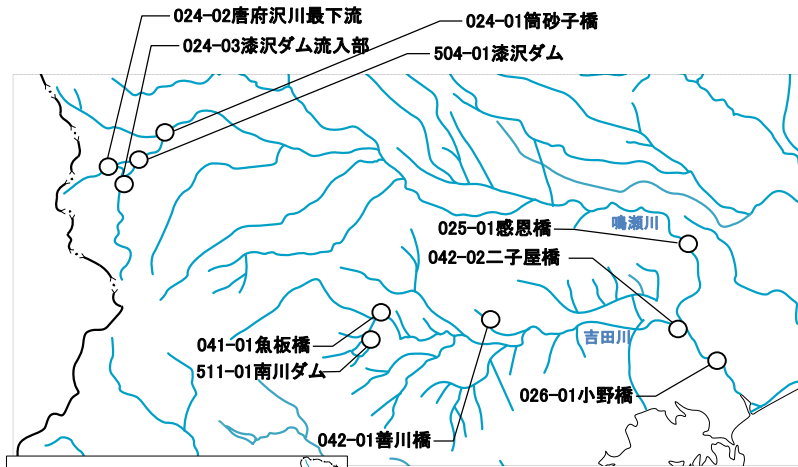 024-02唐府沢川最下流
024-01筒砂子橋
024-03漆沢ダム流入部
504-01漆沢ダム
025-01感恩橋
鳴瀬川
042-02二子屋橋
041-01魚板橋
吉田川
511-01南川ダム
026-01小野橋
042-01善川橋